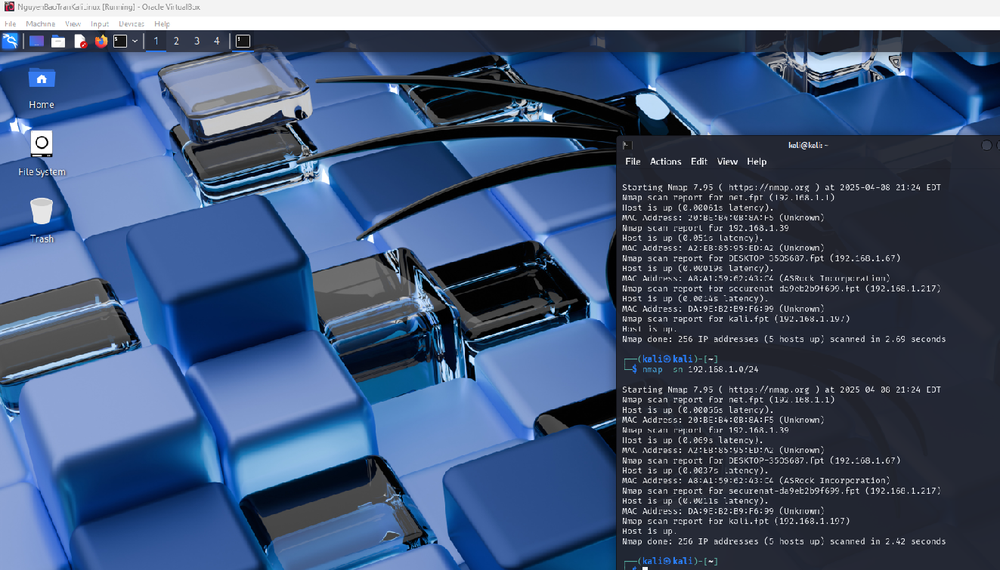 NguyenBaoTranKaliLinux [Running] - Oracle VirtualBox
File Machine View Input Devices Help
1 2 3 4
Home
File System
Trash
kali@kali: ~
File Actions Edit View Help
Starting Nmap 7.95 ( https://nmap.org ) at 2025-04-08 21:24 EDT
Nmap scan report for net.fpt (192.168.1.1)
Host is up (0.00061s latency).
MAC Address: 20:BE:B4:0B:8A:F5 (Unknown)
Nmap scan report for 192.168.1.39
Host is up (0.051s latency).
MAC Address: A2:EB:85:95:ED:A2 (Unknown)
Nmap scan report for DESKTOP-35OS687.fpt (192.168.1.67)
Host is up (0.00019s latency).
MAC Address: A8:A1:59:62:43:C4 (ASRock Incorporation)
Nmap scan report for securenat-da9eb2b9f699.fpt (192.168.1.217)
Host is up (0.0014s latency).
MAC Address: DA:9E:B2:B9:F6:99 (Unknown)
Nmap scan report for kali.fpt (192.168.1.197)
Host is up.
Nmap done: 256 IP addresses (5 hosts up) scanned in 2.69 seconds
┌──(kali㉿kali)-[~]
└─$ nmap -sn 192.168.1.0/24
Starting Nmap 7.95 ( https://nmap.org ) at 2025-04-08 21:24 EDT
Nmap scan report for net.fpt (192.168.1.1)
Host is up (0.00056s latency).
MAC Address: 20:BE:B4:0B:8A:F5 (Unknown)
Nmap scan report for 192.168.1.39
Host is up (0.069s latency).
MAC Address: A2:EB:85:95:ED:A2 (Unknown)
Nmap scan report for DESKTOP-35OS687.fpt (192.168.1.67)
Host is up (0.0037s latency).
MAC Address: A8:A1:59:62:43:C4 (ASRock Incorporation)
Nmap scan report for securenat-da9eb2b9f699.fpt (192.168.1.217)
Host is up (0.0011s latency).
MAC Address: DA:9E:B2:B9:F6:99 (Unknown)
Nmap scan report for kali.fpt (192.168.1.197)
Host is up.
Nmap done: 256 IP addresses (5 hosts up) scanned in 2.42 seconds
┌──(kali㉿kali)-[~]
└─$